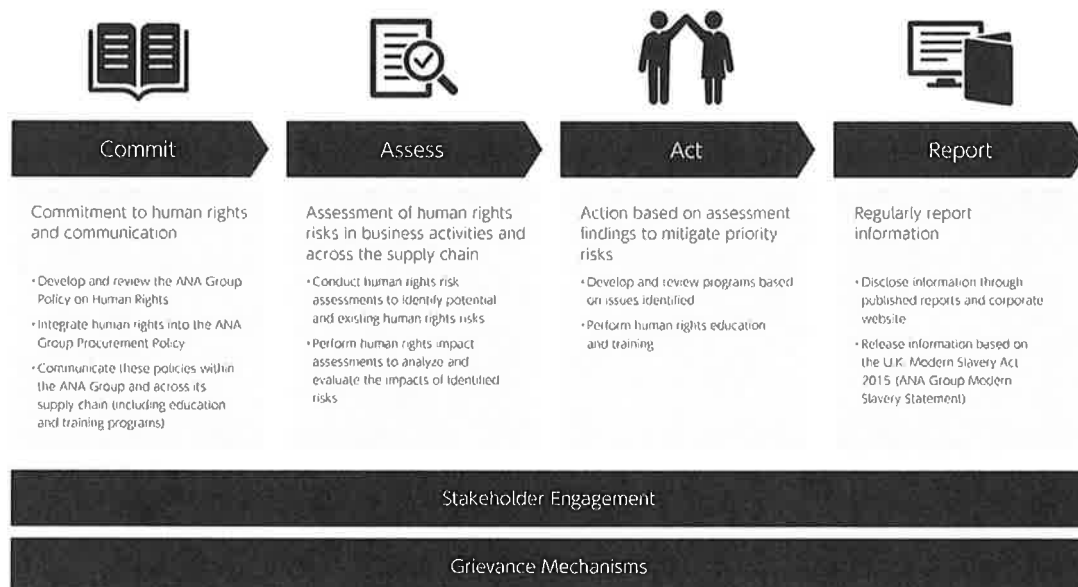 Commit
Assess
Act
Report
Commitment to human rights
and communication
• Develop and review the ANA Group
Policy on Human Rights
• Integrate human rights into the ANA
Group Procurement Policy
• Communicate these policies within
the ANA Group and across its
supply chain (including education
and training programs)
Assessment of human rights
risks in business activities and
across the supply chain
• Conduct human rights risk
assessments to identify potential
and existing human rights risks
• Perform human rights impact
assessments to analyze and
evaluate the impacts of identified
risks
Action based on assessment
findings to mitigate priority
risks
• Develop and review programs based
on issues identified
• Perform human rights education
and training
Regularly report
information
• Disclose information through
published reports and corporate
website
• Release information based on
the U.K. Modern Slavery Act
2015 (ANA Group Modern
Slavery Statement)
Stakeholder Engagement
Grievance Mechanisms